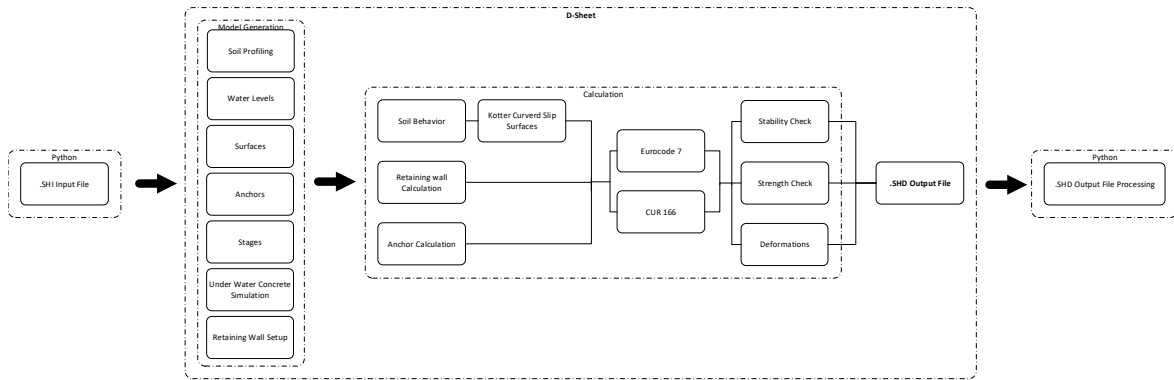 D-Sheet
Python
.SHI Input File
Model Generation
Soil Profiling
Water Levels
Surfaces
Anchors
Stages
Under Water Concrete
Simulation
Retaining Wall Setup
Calculation
Soil Behavior
Kotter Curverd Slip
Surfaces
Retaining wall
Calculation
Anchor Calculation
Eurocode 7
CUR 166
Stability Check
Strength Check
Deformations
.SHD Output File
Python
.SHD Output File Processing